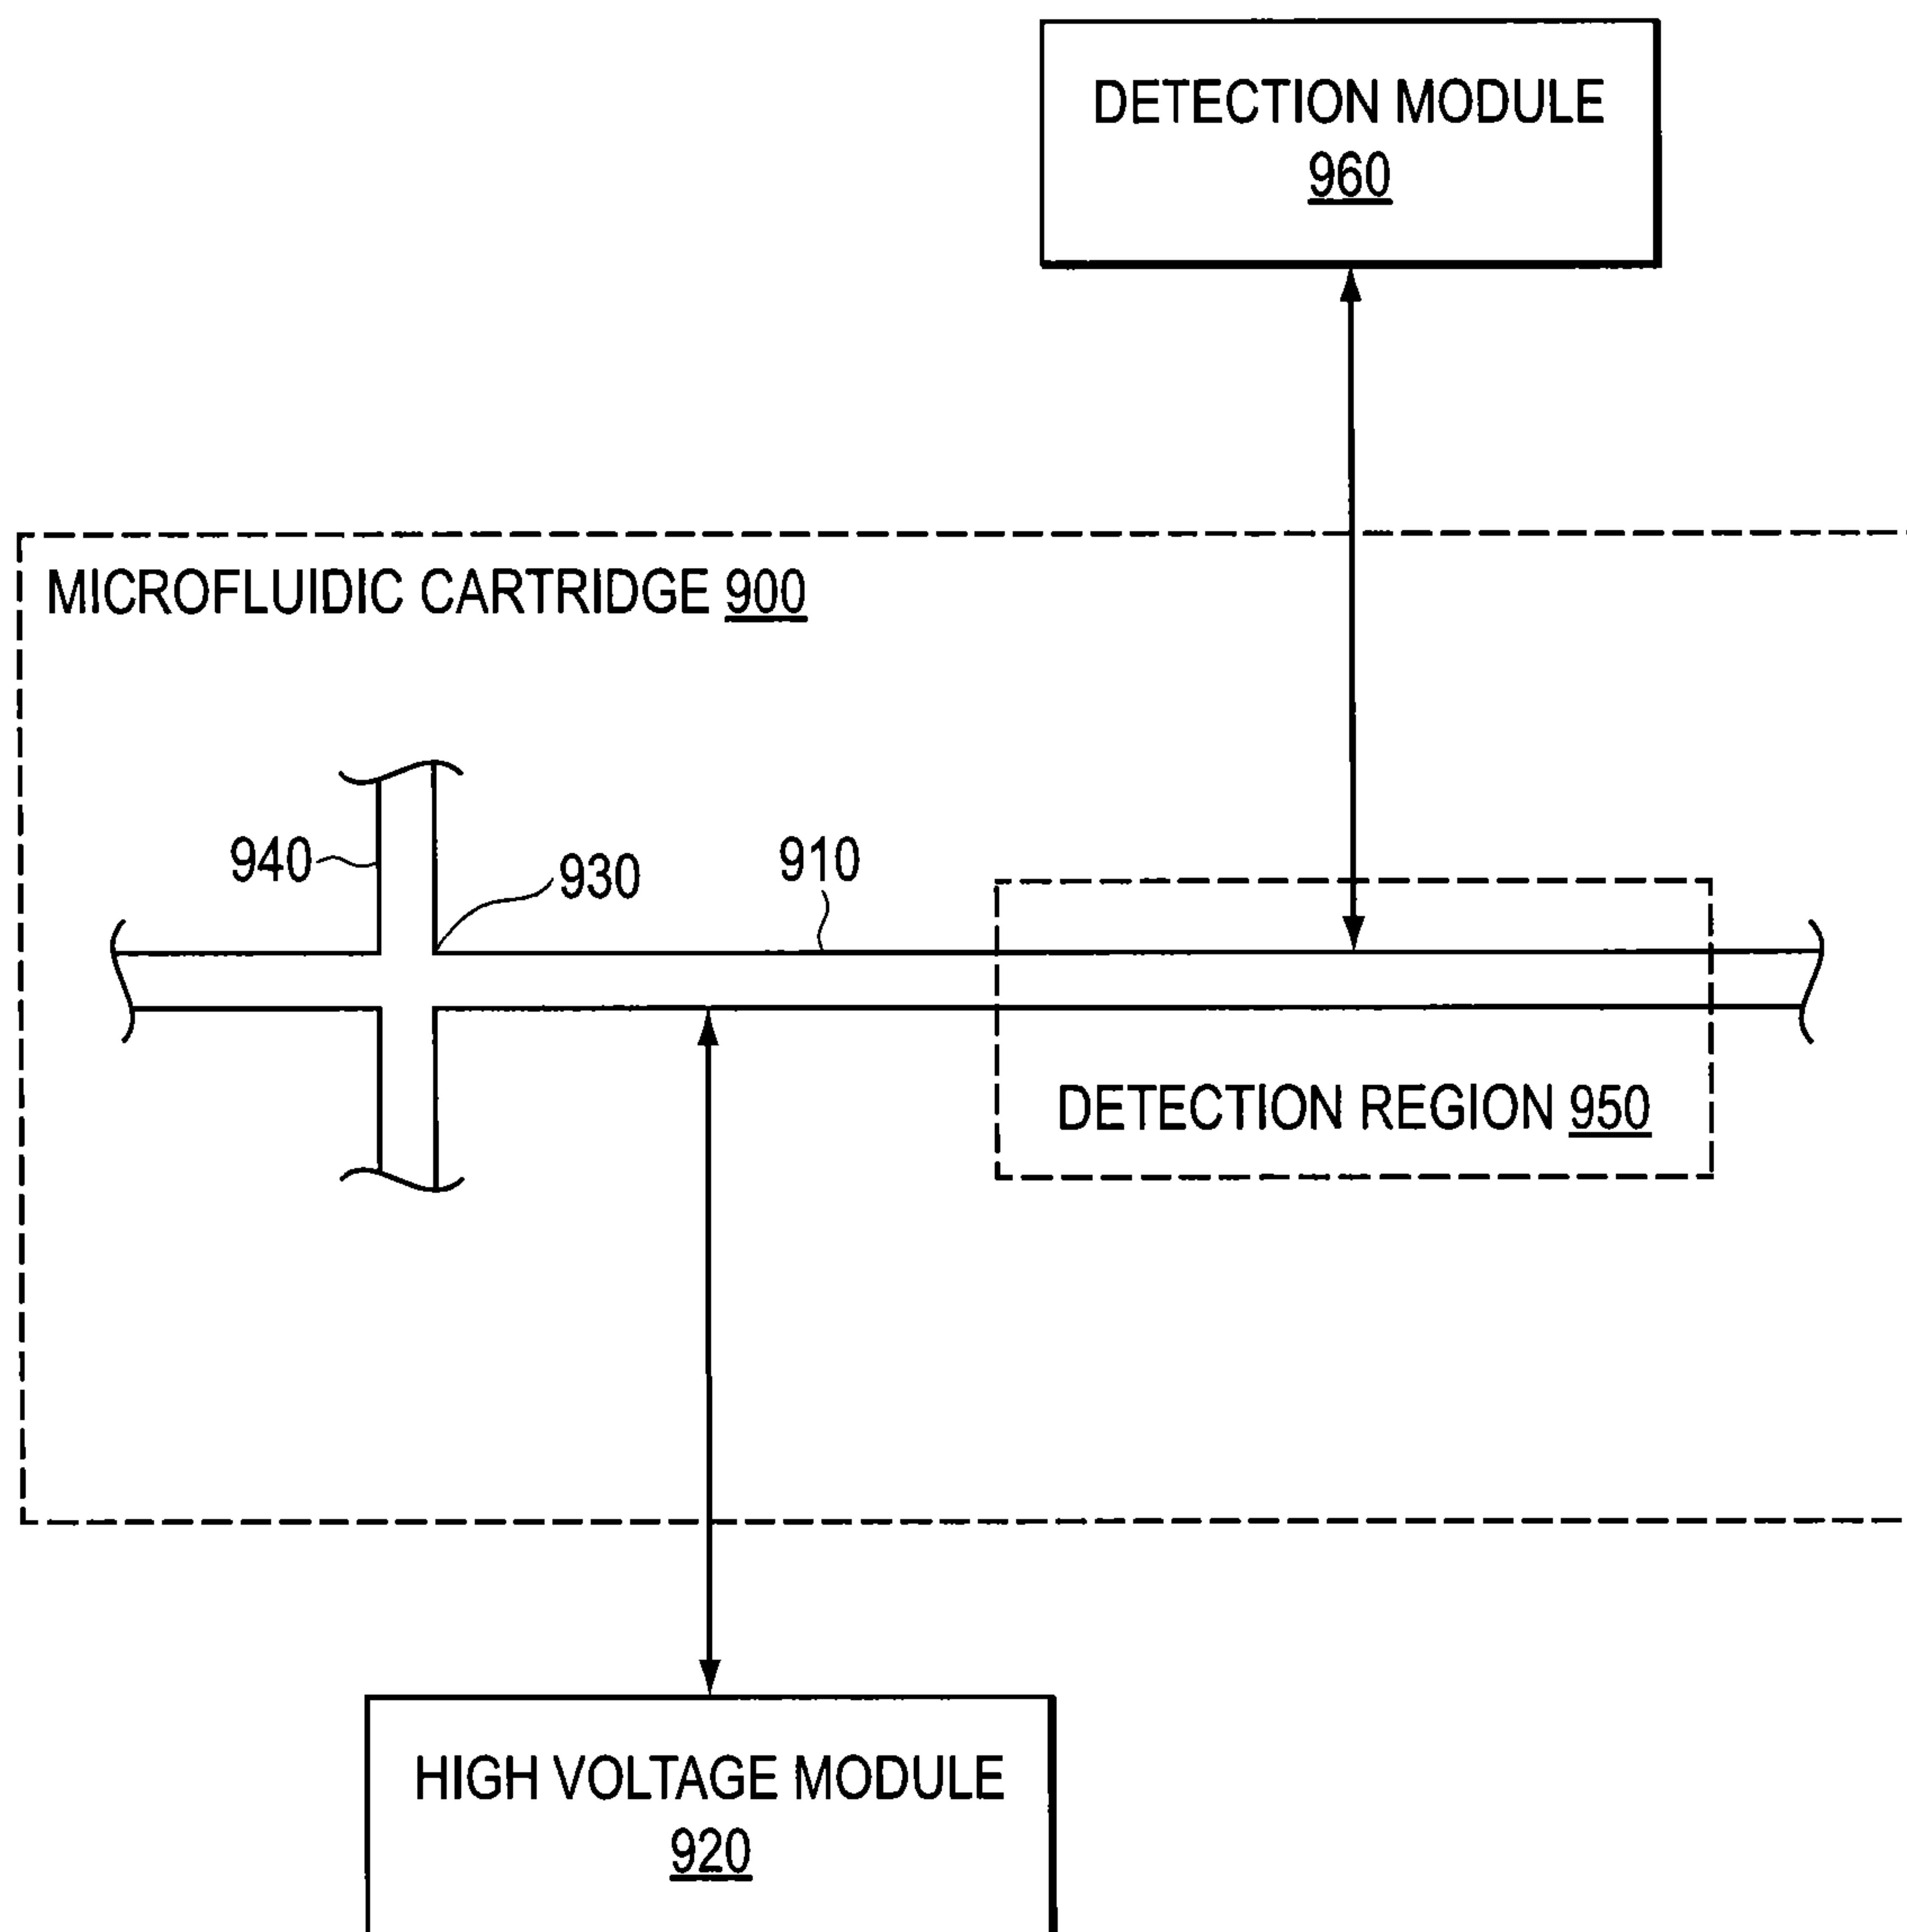 DETECTION MODULE
960
MICROFLUIDIC CARTRIDGE 900
940
930
910
DETECTION REGION 950
HIGH VOLTAGE MODULE
920